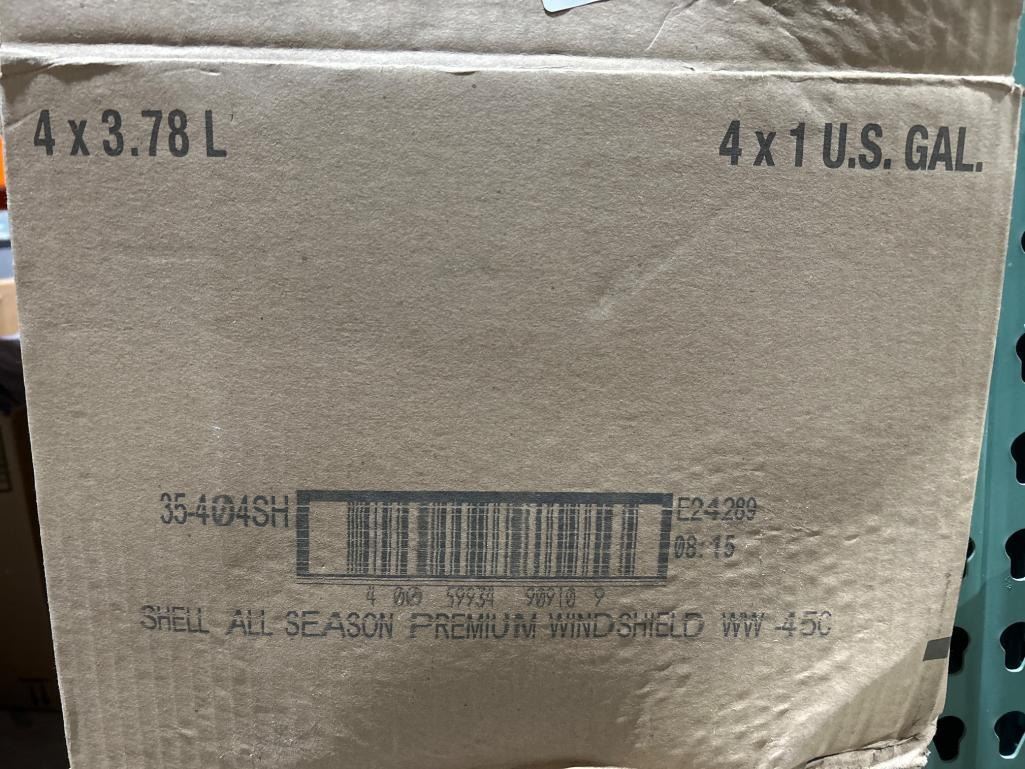 4 x 3.78 L
4 x 1 U.S. GAL.
35-404SH
E24289
08:15
4 00 59934 90910 9
SHELL ALL SEASON PREMIUM WINDSHIELD WW -45C